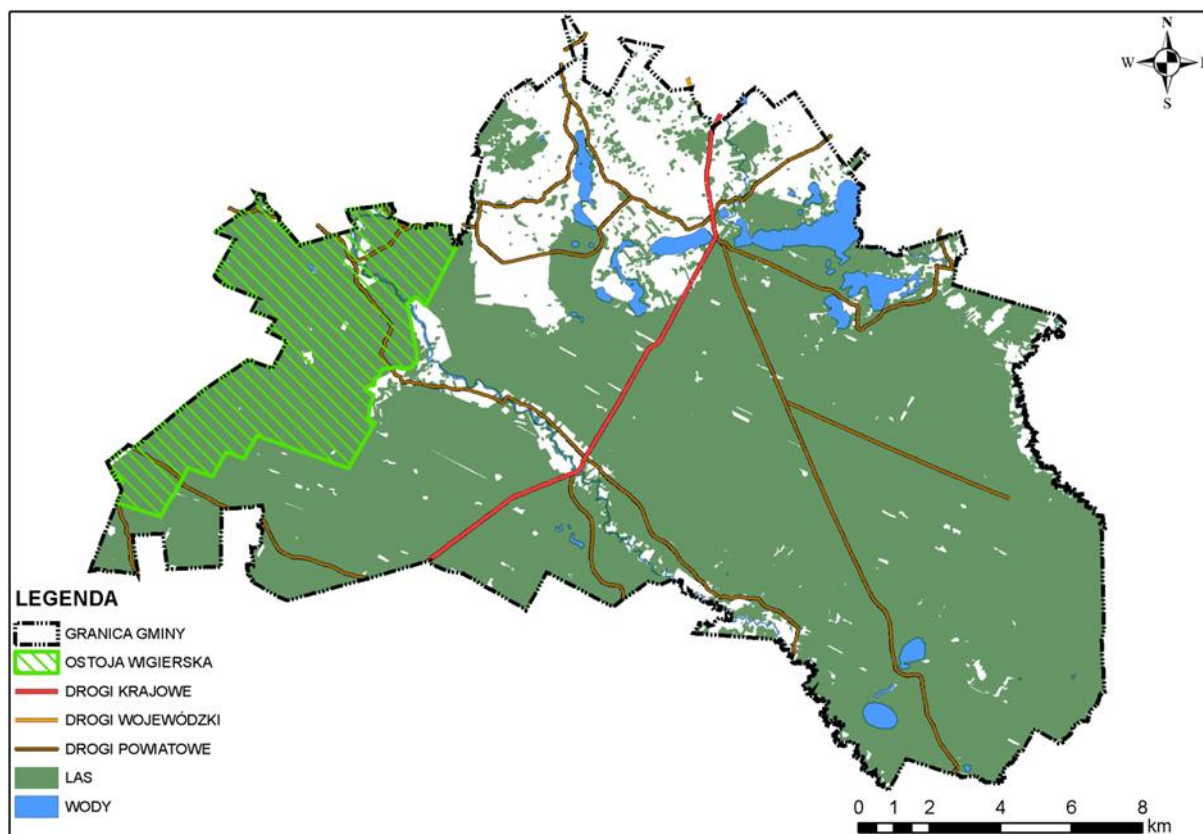 N
W
E
S
LEGENDA
GRANICA GMINY
OSTOJA WIGIERSKA
DROGI KRAJOWE
DROGI WOJEWÓDZKI
DROGI POWIATOWE
LAS
WODY
0 1 2 4 6 8
km